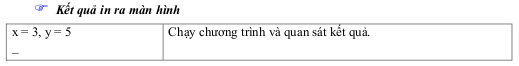 ☞ Kết quả in ra màn hình
x = 3, y = 5
Chạy chương trình và quan sát kết quả.
_